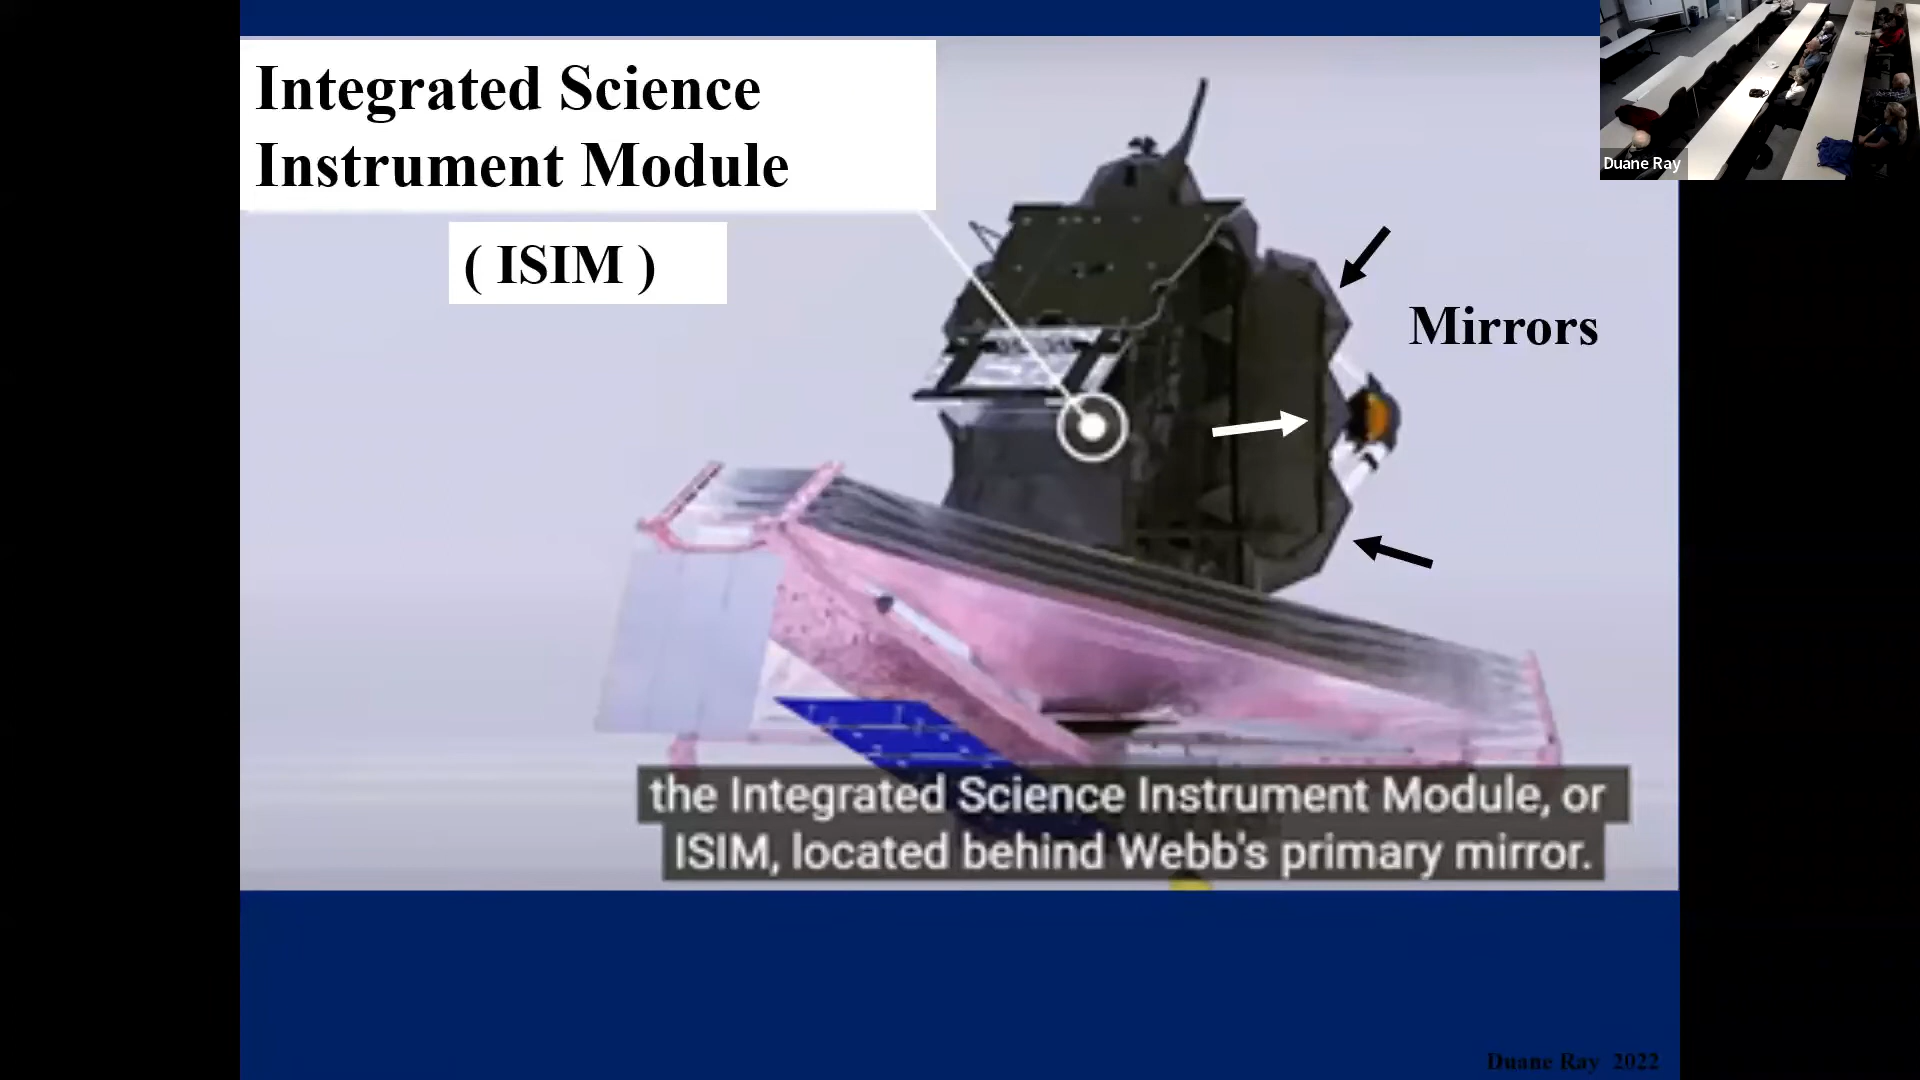 Integrated Science
Instrument Module
( ISIM )
Duane Ray
Mirrors
the Integrated Science Instrument Module, or
ISIM, located behind Webb's primary mirror.
Duane Ray 2022